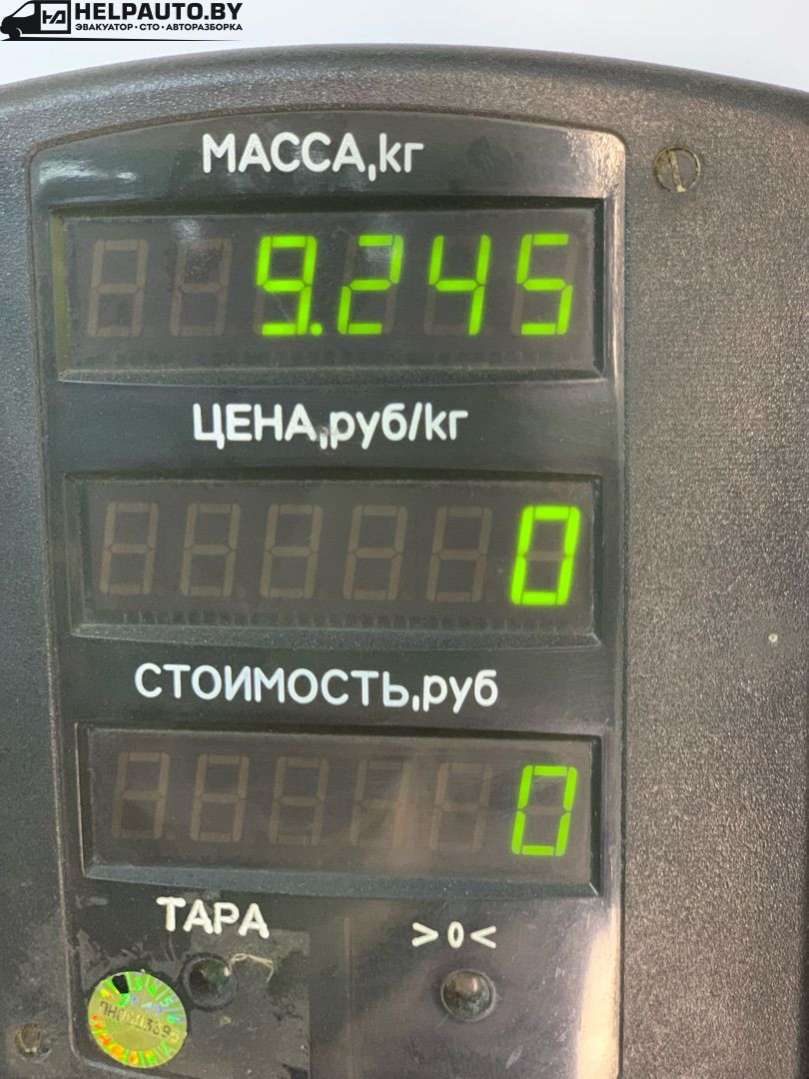 HELPAUTO.BY
ЭВАКУАТОР • СТО • АВТОРАЗБОРКА
МАССА,кг
9.245
ЦЕНА,руб/кг
0
СТОИМОСТЬ,руб
0
ТАРА >0<